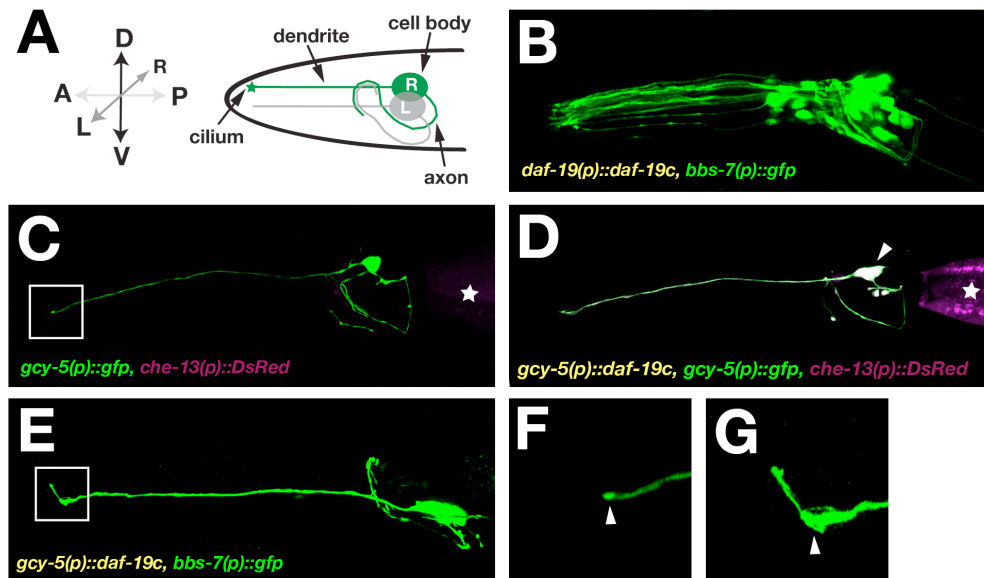 A
D
R
A
P
L
V
dendrite
cell body
R
L
cilium
axon
B
daf-19(p)::daf-19c, bbs-7(p)::gfp
C
gcy-5(p)::gfp, che-13(p)::DsRed
D
gcy-5(p)::daf-19c, gcy-5(p)::gfp, che-13(p)::DsRed
E
gcy-5(p)::daf-19c, bbs-7(p)::gfp
F
G